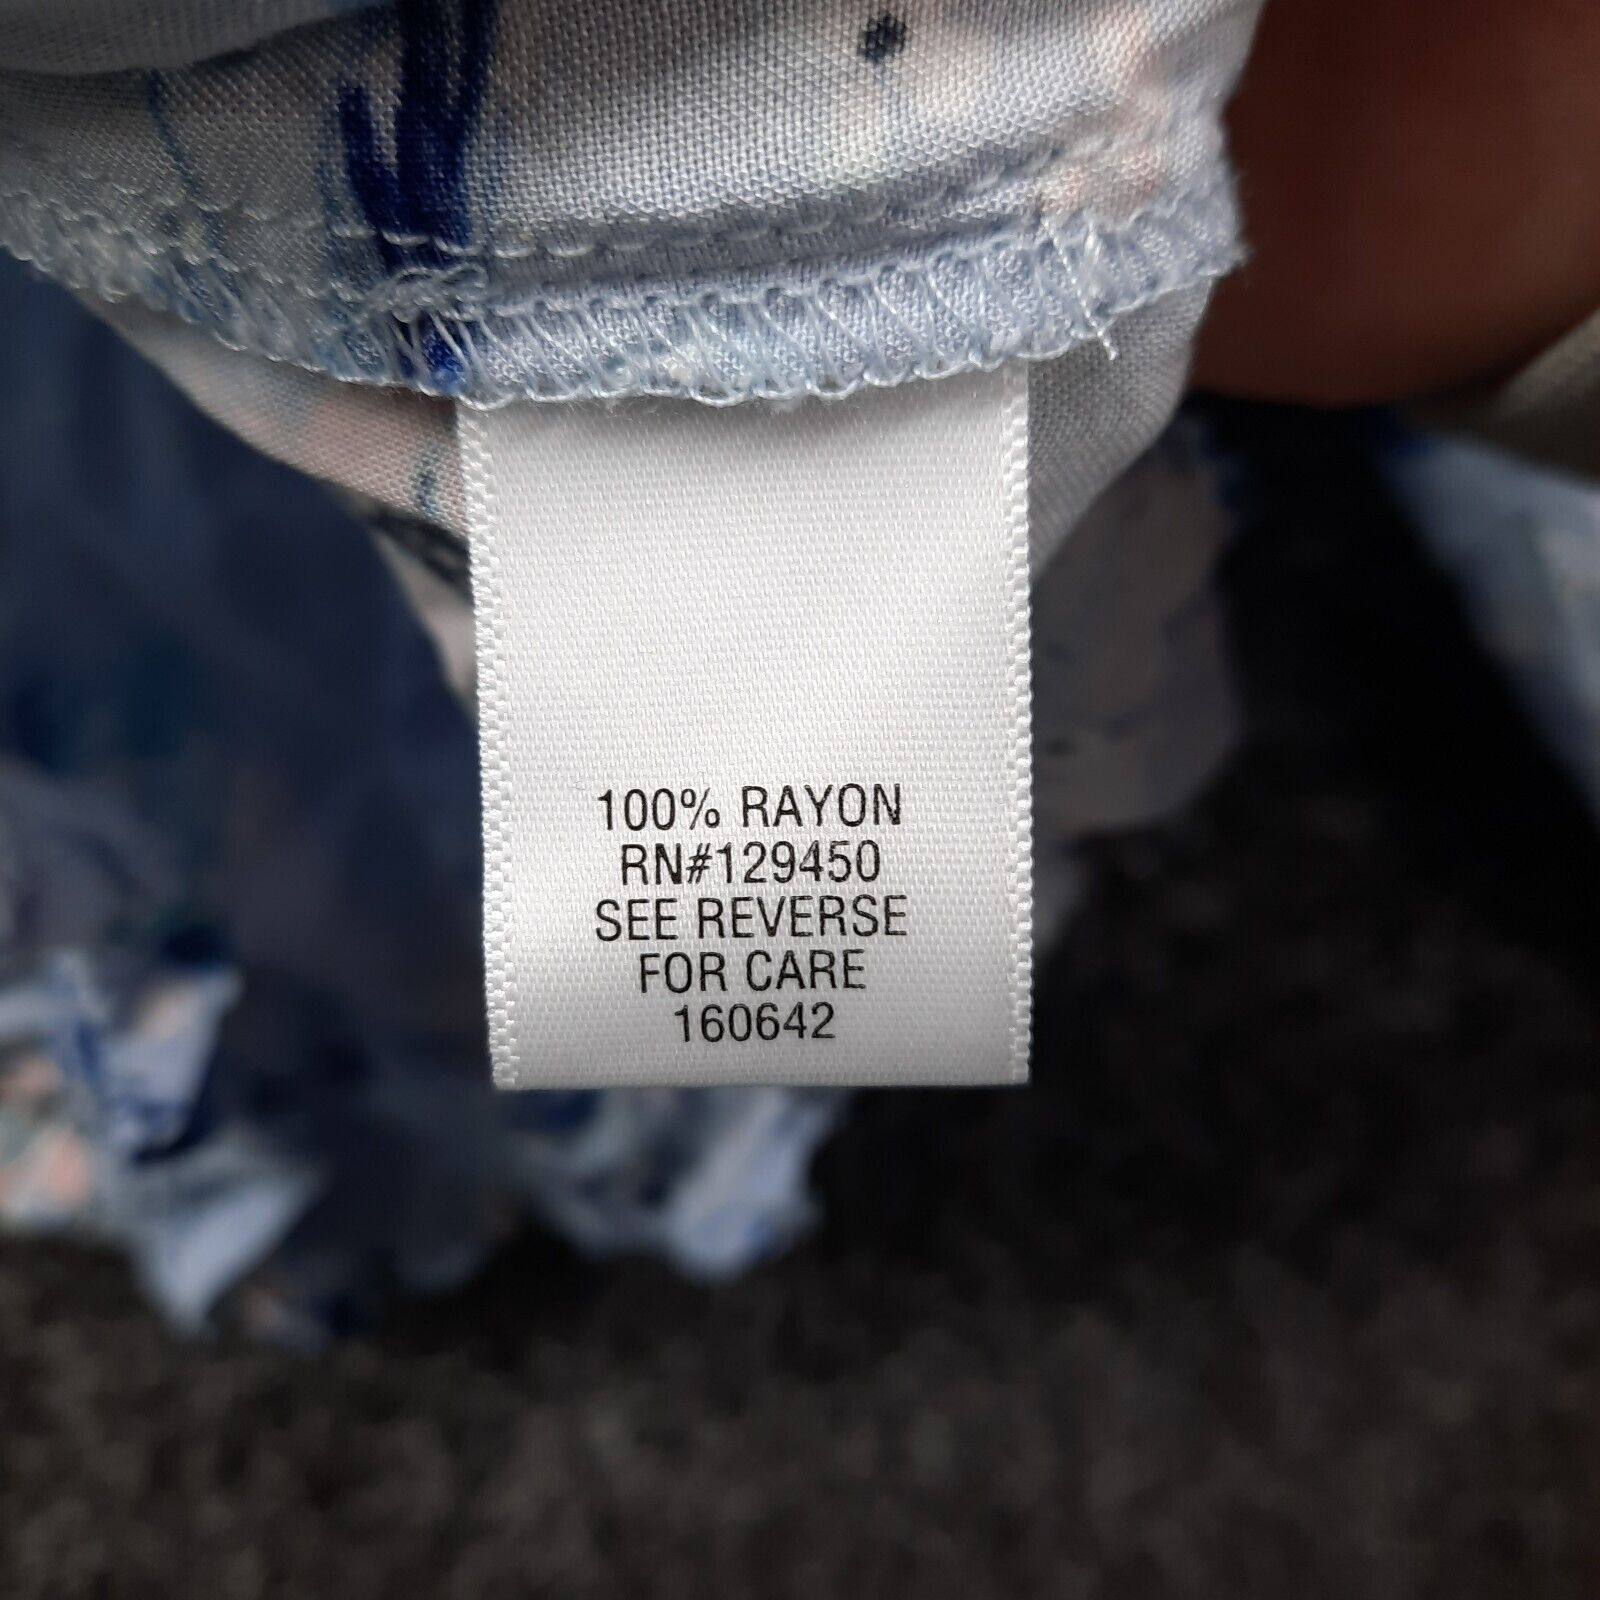 100% RAYON
RN#129450
SEE REVERSE
FOR CARE
160642